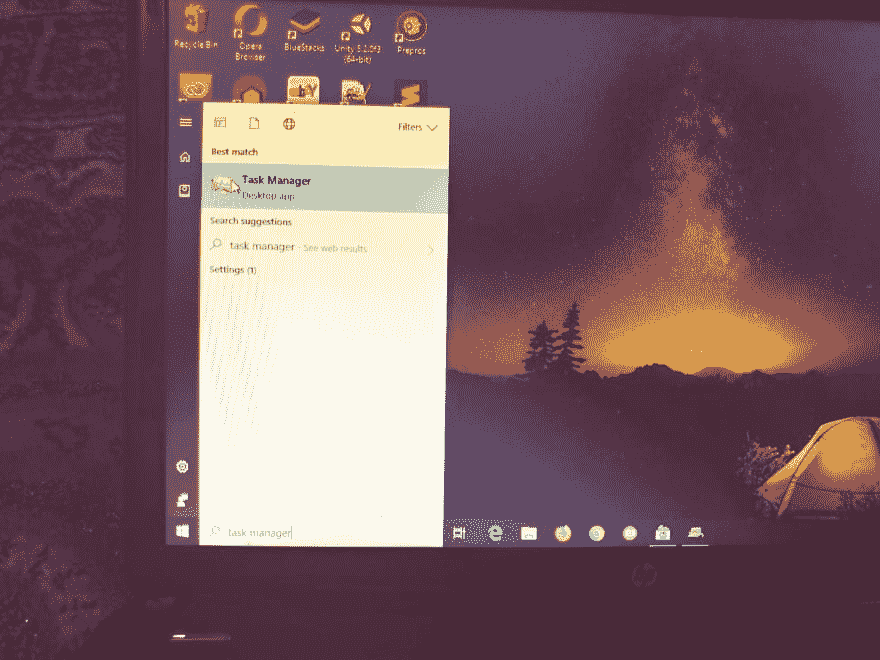 Recycle Bin
Opera
Browser
BlueStacks
Unity 5.2.0f3
(64-bit)
Prepros
Filters
Best match
Task Manager
Desktop app
Search suggestions
task manager - See web results
Settings (1)
task manager
hp